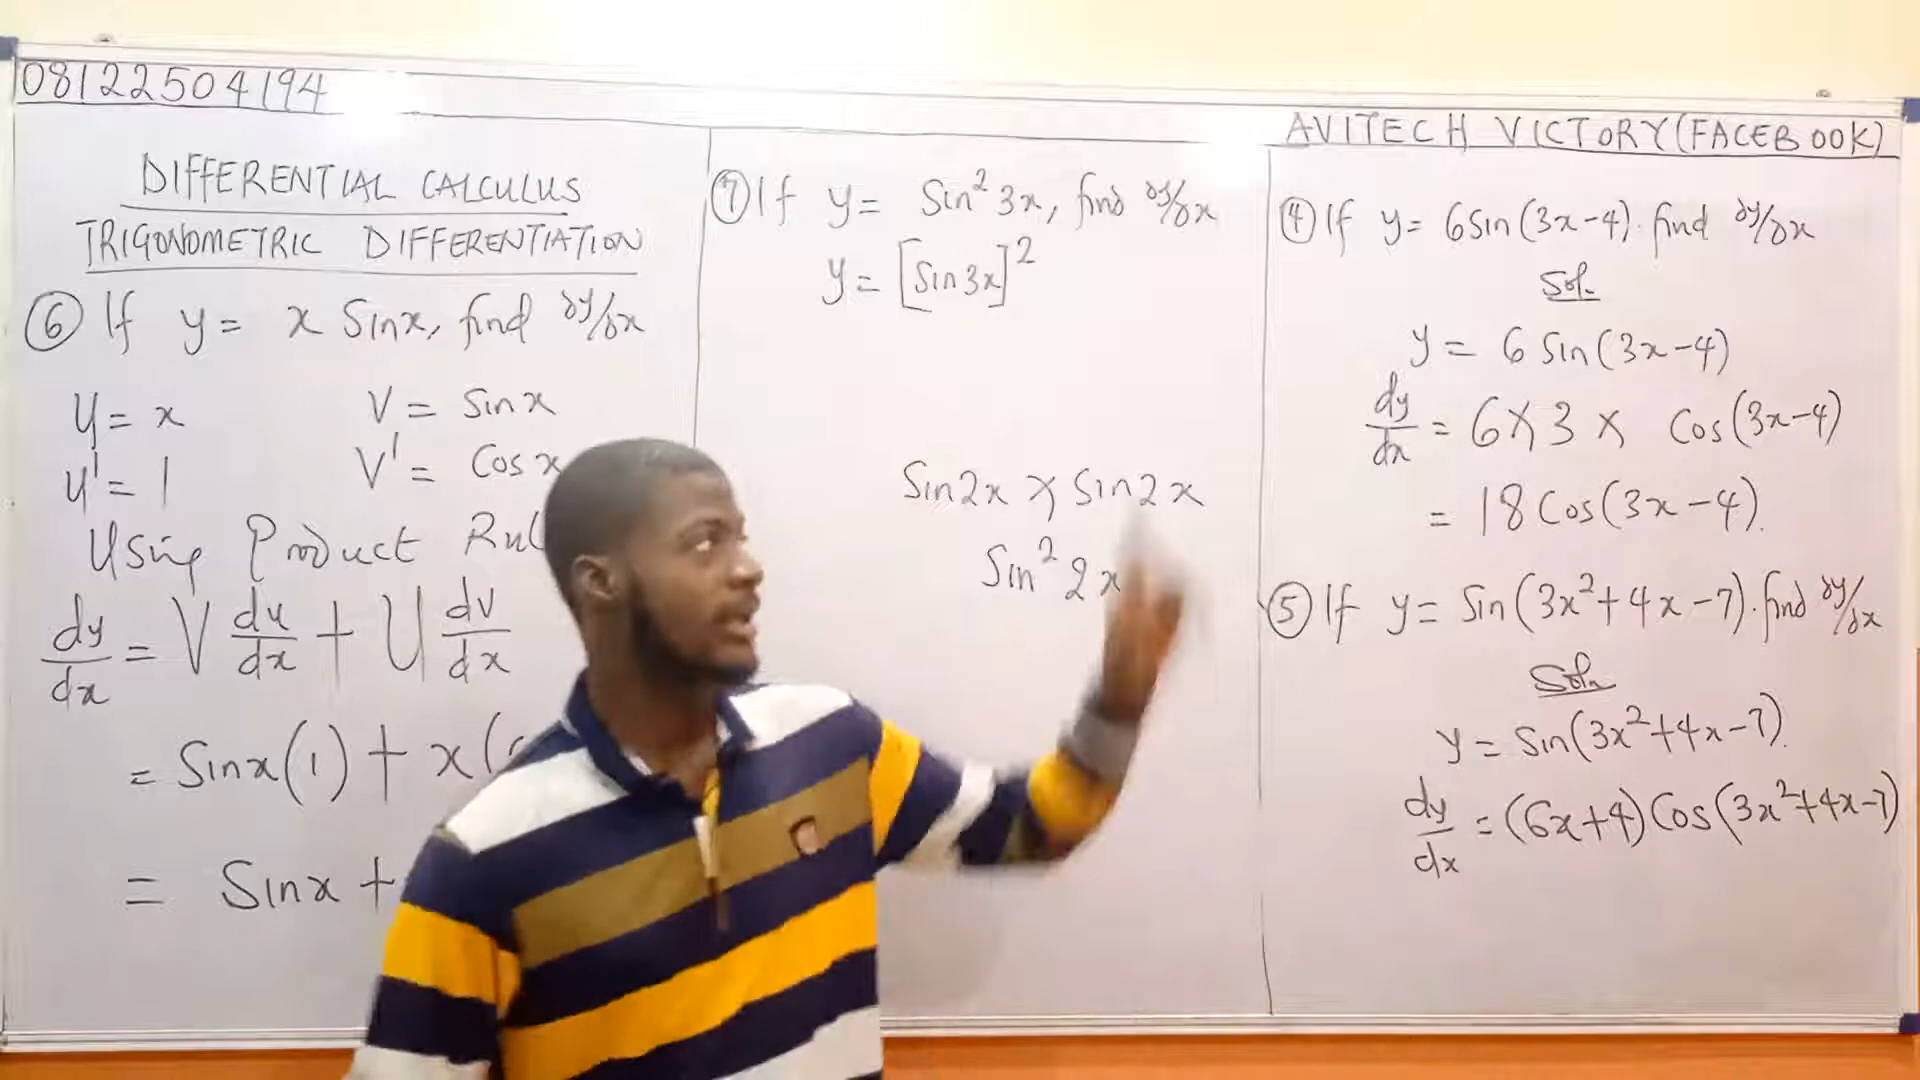 08122504194
AVITECH VICTORY (FACEBOOK)
DIFFERENTIAL CALCULUS
TRIGONOMETRIC DIFFERENTIATION
⑥ If y = x Sinx, find dy/dx
U = x V = Sinx
U' = 1 V' = Cos x
Using Product
dy/dx = V du/dx + U dv/dx
= Sinx(1) + x(
= Sinx +
⑦ If y = Sin² 3x, find dy/dx
y = [Sin3x]²
Sin2x × Sin2x
Sin² 2x
④ If y = 6Sin(3x-4). find dy/dx
Soln
y = 6 Sin(3x-4)
dy/dx = 6 × 3 × Cos(3x-4)
= 18 Cos(3x-4).
⑤ If y = Sin(3x²+4x-7). find dy/dx
Soln
y = Sin(3x²+4x-7).
dy/dx = (6x+4) Cos(3x²+4x-7)